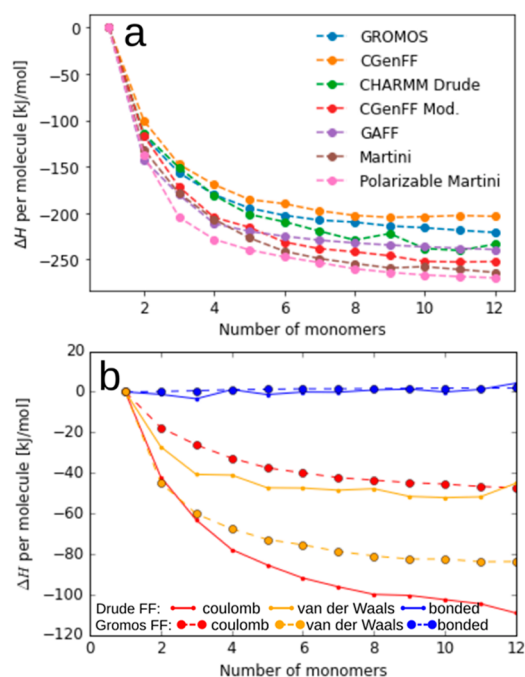 a
0
−50
−100
−150
−200
−250
ΔH per molecule [kJ/mol]
GROMOS
CGenFF
CHARMM Drude
CGenFF Mod.
GAFF
Martini
Polarizable Martini
2 4 6 8 10 12
Number of monomers
b
20
0
−20
−40
−60
−80
−100
−120
ΔH per molecule [kJ/mol]
Drude FF: coulomb van der Waals bonded
Gromos FF: coulomb van der Waals bonded
0 2 4 6 8 10 12
Number of monomers